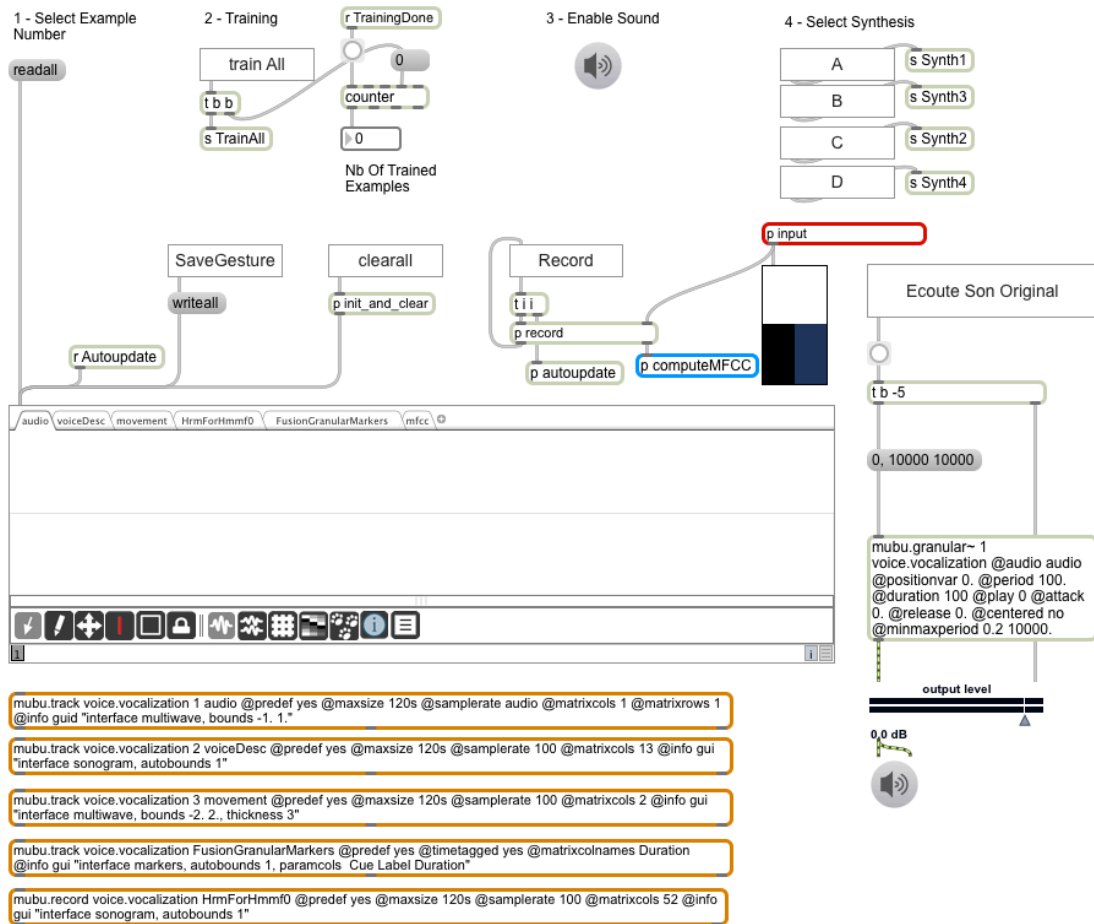 1 - Select Example
Number
2 - Training
r TrainingDone
3 - Enable Sound
4 - Select Synthesis
readall
train All
0
A
s Synth1
t b b
counter
B
s Synth3
s TrainAll
0
C
s Synth2
Nb Of Trained
Examples
D
s Synth4
p input
SaveGesture
clearall
Record
Ecoute Son Original
writeall
p init_and_clear
t i i
p record
r Autoupdate
p autoupdate
p computeMFCC
t b -5
audio voiceDesc movement HrmForHmmf0 FusionGranularMarkers mfcc
0, 10000 10000
mubu.granular~ 1
voice.vocalization @audio audio
@positionvar 0. @period 100.
@duration 100 @play 0 @attack
0. @release 0. @centered no
@minmaxperiod 0.2 10000.
1
i
output level
0.0 dB
mubu.track voice.vocalization 1 audio @predef yes @maxsize 120s @samplerate audio @matrixcols 1 @matrixrows 1
@info guid "interface multiwave, bounds -1. 1."
mubu.track voice.vocalization 2 voiceDesc @predef yes @maxsize 120s @samplerate 100 @matrixcols 13 @info gui
"interface sonogram, autobounds 1"
mubu.track voice.vocalization 3 movement @predef yes @maxsize 120s @samplerate 100 @matrixcols 2 @info gui
"interface multiwave, bounds -2. 2., thickness 3"
mubu.track voice.vocalization FusionGranularMarkers @predef yes @timetagged yes @matrixcolnames Duration
@info gui "interface markers, autobounds 1, paramcols Cue Label Duration"
mubu.record voice.vocalization HrmForHmmf0 @predef yes @maxsize 120s @samplerate 100 @matrixcols 52 @info
gui "interface sonogram, autobounds 1"